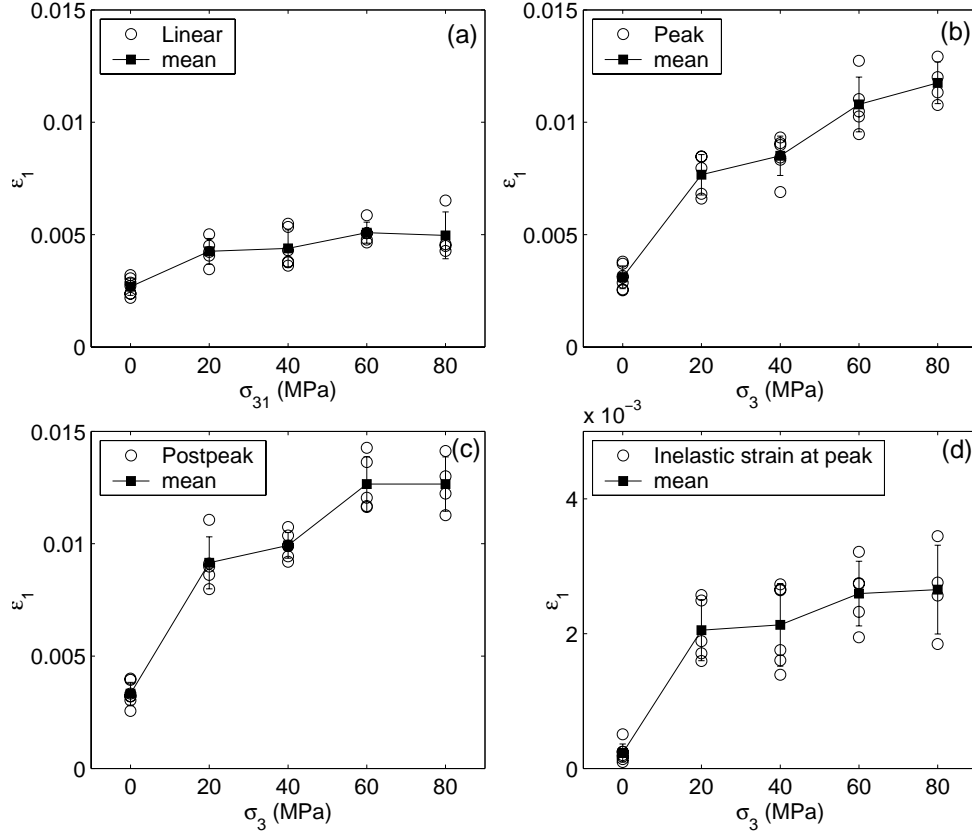 Linear
mean
(a)
0.015
0.01
0.005
0
ε1
0 20 40 60 80
σ31 (MPa)
Peak
mean
(b)
0.015
0.01
0.005
0
ε1
0 20 40 60 80
σ3 (MPa)
Postpeak
mean
(c)
0.015
0.01
0.005
0
ε1
0 20 40 60 80
σ3 (MPa)
x 10−3
Inelastic strain at peak
mean
(d)
4
2
0
ε1
0 20 40 60 80
σ3 (MPa)